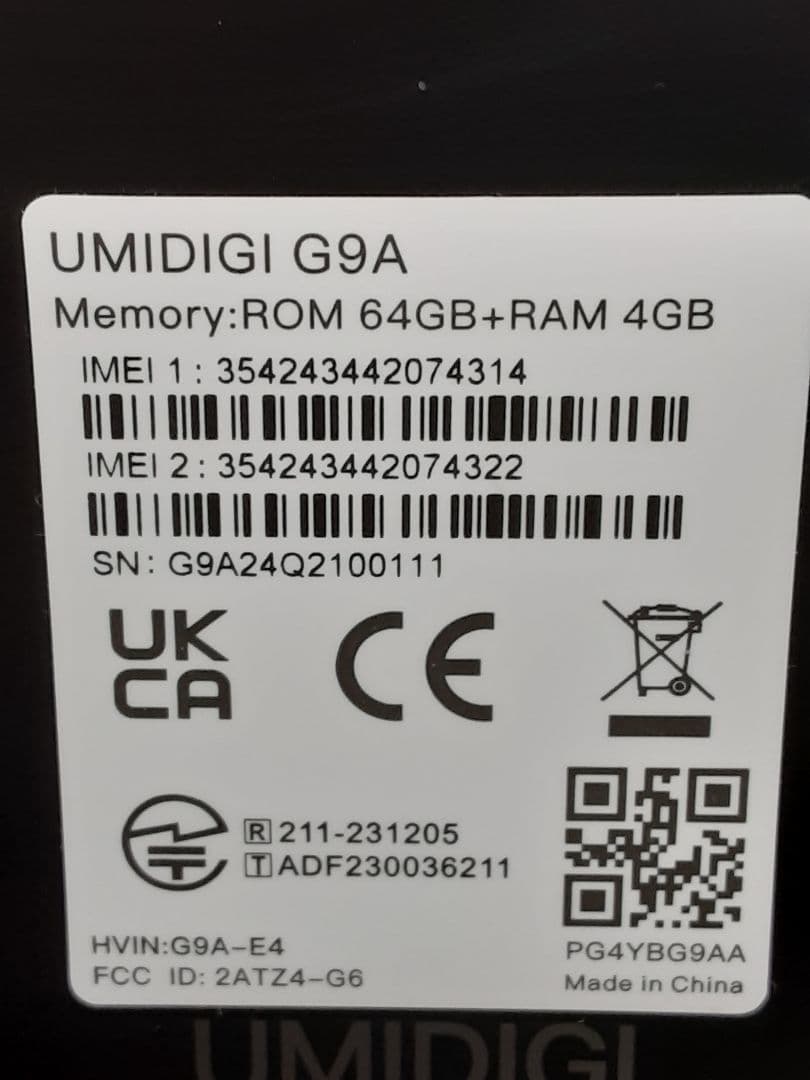 UMIDIGI G9A
Memory:ROM 64GB+RAM 4GB
IMEI 1 : 354243442074314
IMEI 2 : 354243442074322
SN: G9A24Q2100111
UK
CA
CE
R 211-231205
T ADF230036211
HVIN:G9A-E4
FCC ID: 2ATZ4-G6
PG4YBG9AA
Made in China
UMIDIGI